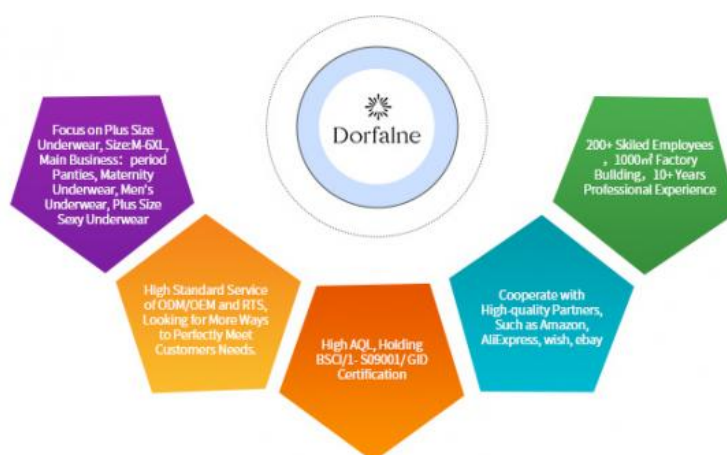 Dorfalne
Focus on Plus Size
Underwear, Size:M-6XL,
Main Business：period
Panties, Maternity
Underwear, Men's
Underwear, Plus Size
Sexy Underwear
High Standard Service
of ODM/OEM and RTS,
Looking for More Ways
to Perfectly Meet
Customers Needs.
High AQL, Holding
BSCI/1- S09001/ GID
Certification
Cooperate with
High-quality Partners,
Such as Amazon,
AliExpress, wish, ebay
200+ Skiled Employees
，1000㎡ Factory
Building，10+ Years
Professional Experience